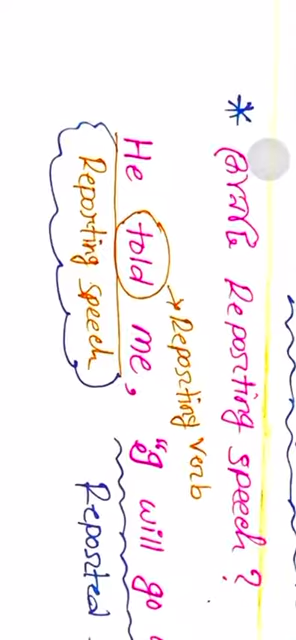 * Reporting speech?
Reporting verb
He told me, "I will go
Reporting speech Reported